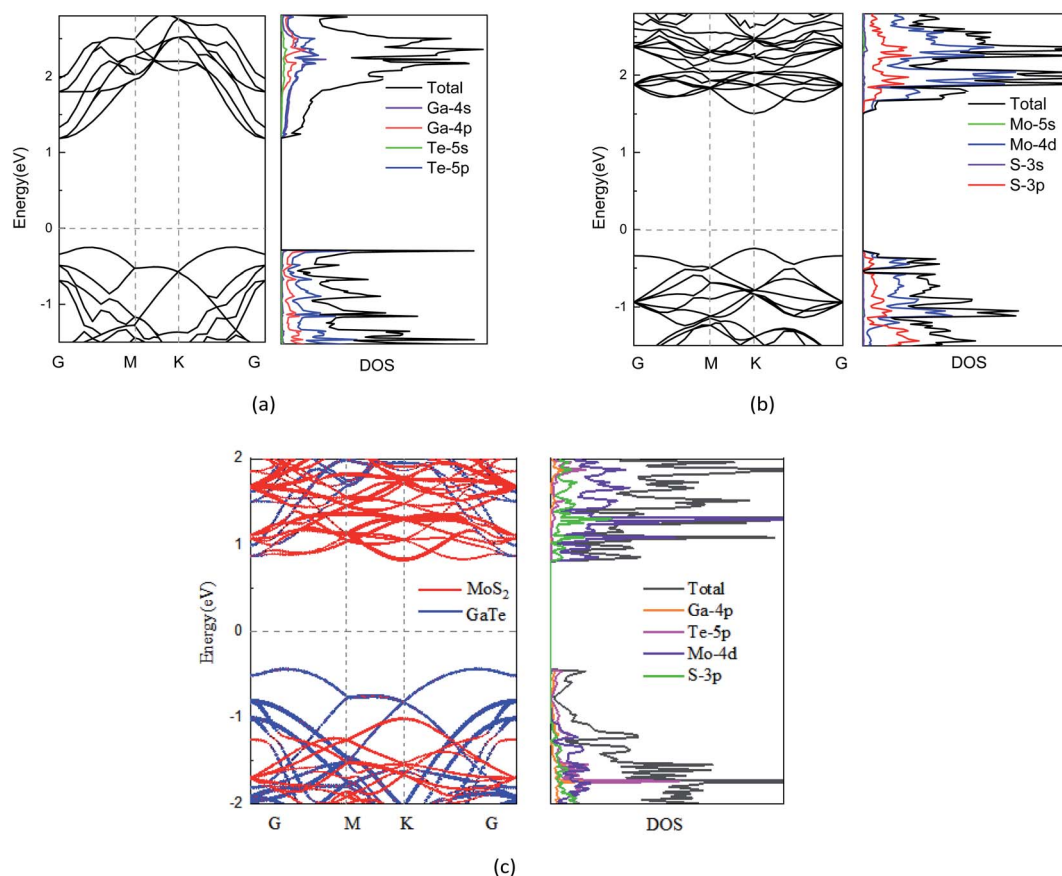 2
1
0
-1
Energy(eV)
G M K G
Total
Ga-4s
Ga-4p
Te-5s
Te-5p
DOS
(a)
2
1
0
-1
Energy(eV)
G M K G
Total
Mo-5s
Mo-4d
S-3s
S-3p
DOS
(b)
2
1
0
-1
-2
Energy(eV)
MoS₂
GaTe
G M K G
Total
Ga-4p
Te-5p
Mo-4d
S-3p
DOS
(c)